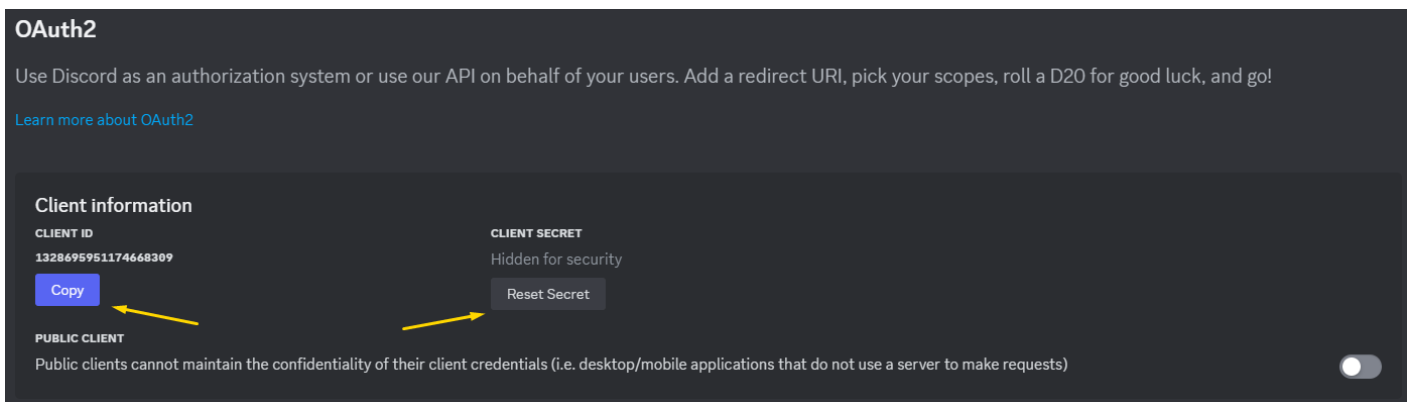 OAuth2
Use Discord as an authorization system or use our API on behalf of your users. Add a redirect URI, pick your scopes, roll a D20 for good luck, and go!
Learn more about OAuth2
Client information
CLIENT ID
1328695951174668309
Copy
CLIENT SECRET
Hidden for security
Reset Secret
PUBLIC CLIENT
Public clients cannot maintain the confidentiality of their client credentials (i.e. desktop/mobile applications that do not use a server to make requests)